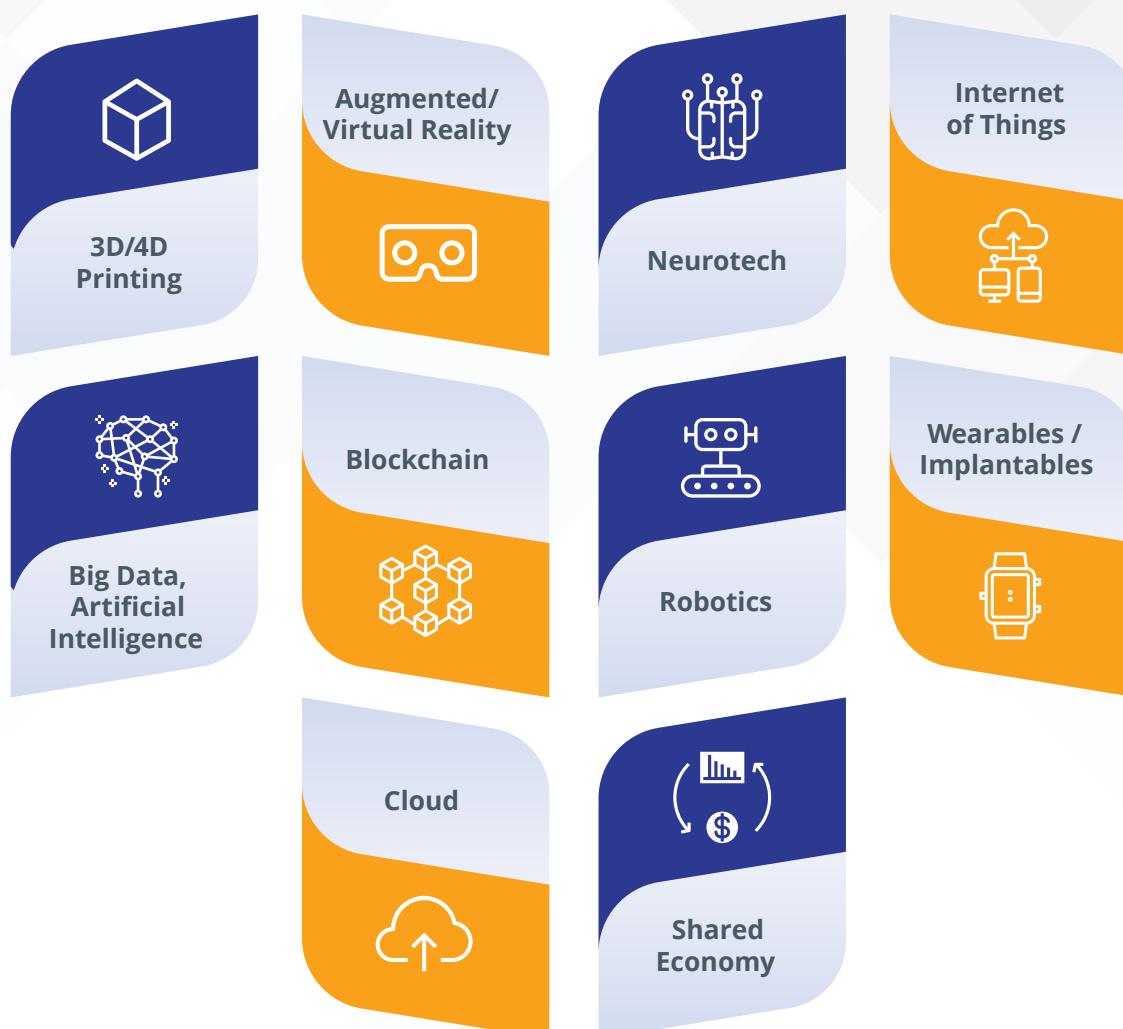 3D/4D
Printing
Augmented/
Virtual Reality
Neurotech
Internet
of Things
Big Data,
Artificial
Intelligence
Blockchain
Robotics
Wearables /
Implantables
Cloud
$
Shared
Economy